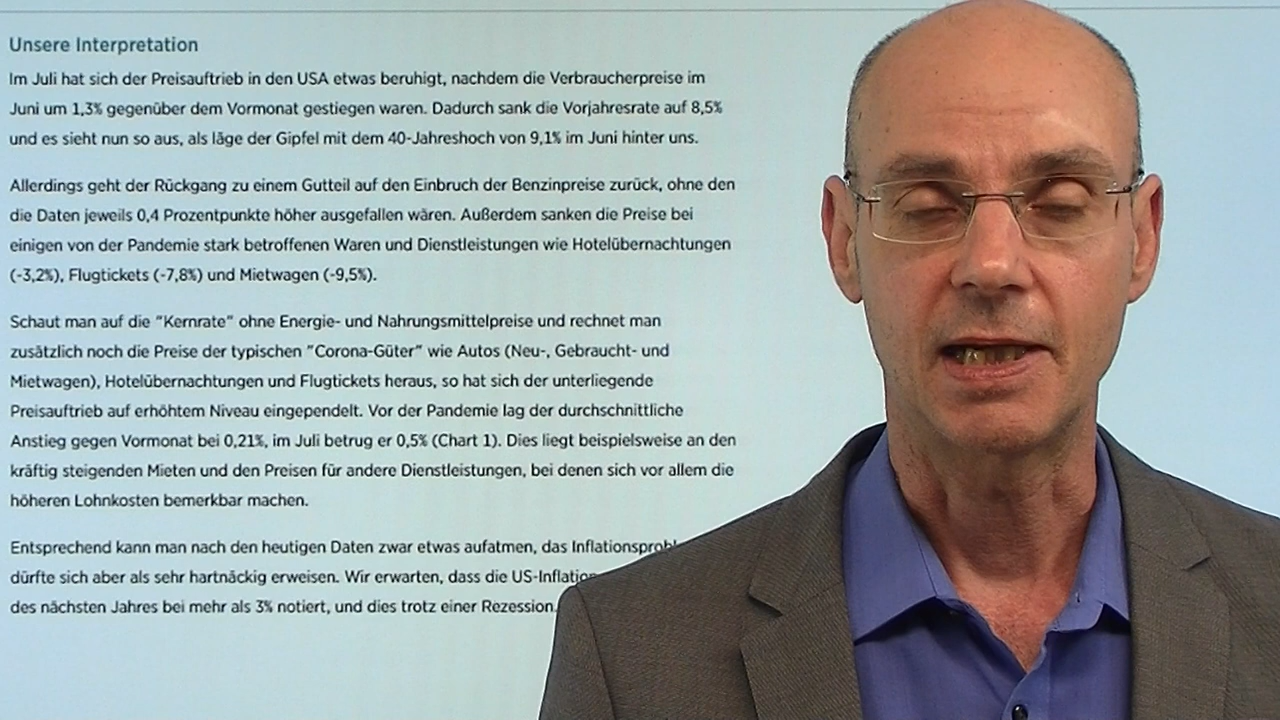 Unsere Interpretation
Im Juli hat sich der Preisauftrieb in den USA etwas beruhigt, nachdem die Verbraucherpreise im
Juni um 1,3% gegenüber dem Vormonat gestiegen waren. Dadurch sank die Vorjahresrate auf 8,5%
und es sieht nun so aus, als läge der Gipfel mit dem 40-Jahreshoch von 9,1% im Juni hinter uns.
Allerdings geht der Rückgang zu einem Gutteil auf den Einbruch der Benzinpreise zurück, ohne den
die Daten jeweils 0,4 Prozentpunkte höher ausgefallen wären. Außerdem sanken die Preise bei
einigen von der Pandemie stark betroffenen Waren und Dienstleistungen wie Hotelübernachtungen
(-3,2%), Flugtickets (-7,8%) und Mietwagen (-9,5%).
Schaut man auf die "Kernrate" ohne Energie- und Nahrungsmittelpreise und rechnet man
zusätzlich noch die Preise der typischen "Corona-Güter" wie Autos (Neu-, Gebraucht- und
Mietwagen), Hotelübernachtungen und Flugtickets heraus, so hat sich der unterliegende
Preisauftrieb auf erhöhtem Niveau eingependelt. Vor der Pandemie lag der durchschnittliche
Anstieg gegen Vormonat bei 0,21%, im Juli betrug er 0,5% (Chart 1). Dies liegt beispielsweise an den
kräftig steigenden Mieten und den Preisen für andere Dienstleistungen, bei denen sich vor allem die
höheren Lohnkosten bemerkbar machen.
Entsprechend kann man nach den heutigen Daten zwar etwas aufatmen, das
dürfte sich aber als sehr hartnäckig erweisen. Wir erwarten, dass die
des nächsten Jahres bei mehr als 3% notiert, und dies trotz einer Rezession.